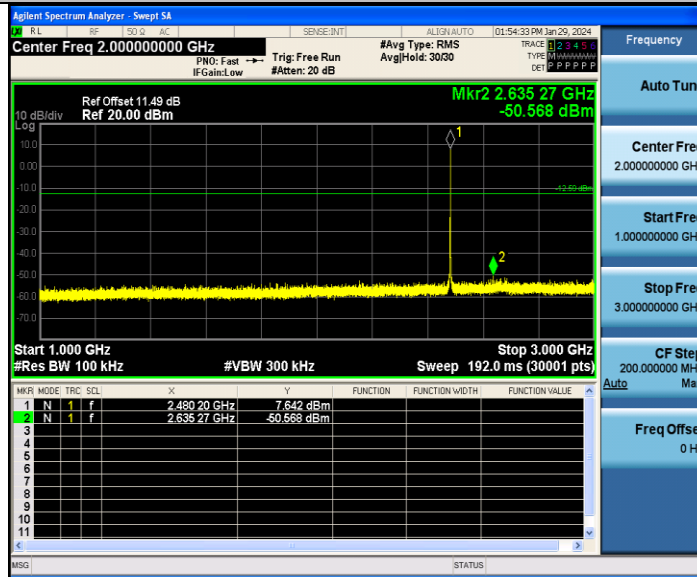 Agilent Spectrum Analyzer - Swept SA
RL RF 50 Ω AC SENSE:INT ALIGN AUTO 01:54:33 PM Jan 29, 2024
Center Freq 2.000000000 GHz
#Avg Type: RMS
TRACE 1 2 3 4 5 6
PNO: Fast Trig: Free Run Avg|Hold: 30/30
TYPE M WWWWW
IFGain:Low #Atten: 20 dB
DET P P P P P P
Ref Offset 11.49 dB
Mkr2 2.635 27 GHz
10 dB/div Ref 20.00 dBm
-50.568 dBm
Log
10.0
0.00
-10.0
-20.0
-30.0
-40.0
-50.0
-60.0
-70.0
1
2
Start 1.000 GHz Stop 3.000 GHz
#Res BW 100 kHz #VBW 300 kHz Sweep 192.0 ms (30001 pts)
MKR MODE TRC SCL X Y FUNCTION FUNCTION WIDTH FUNCTION VALUE
1 N 1 f 2.480 20 GHz 7.642 dBm
2 N 1 f 2.635 27 GHz -50.568 dBm
3
4
5
6
7
8
9
10
11
MSG STATUS
Frequency
Auto Tun
Center Fre
2.000000000 GH
Start Fre
1.000000000 GH
Stop Fre
3.000000000 GH
CF Step
200.000000 MH
Auto Ma
Freq Offse
0 H